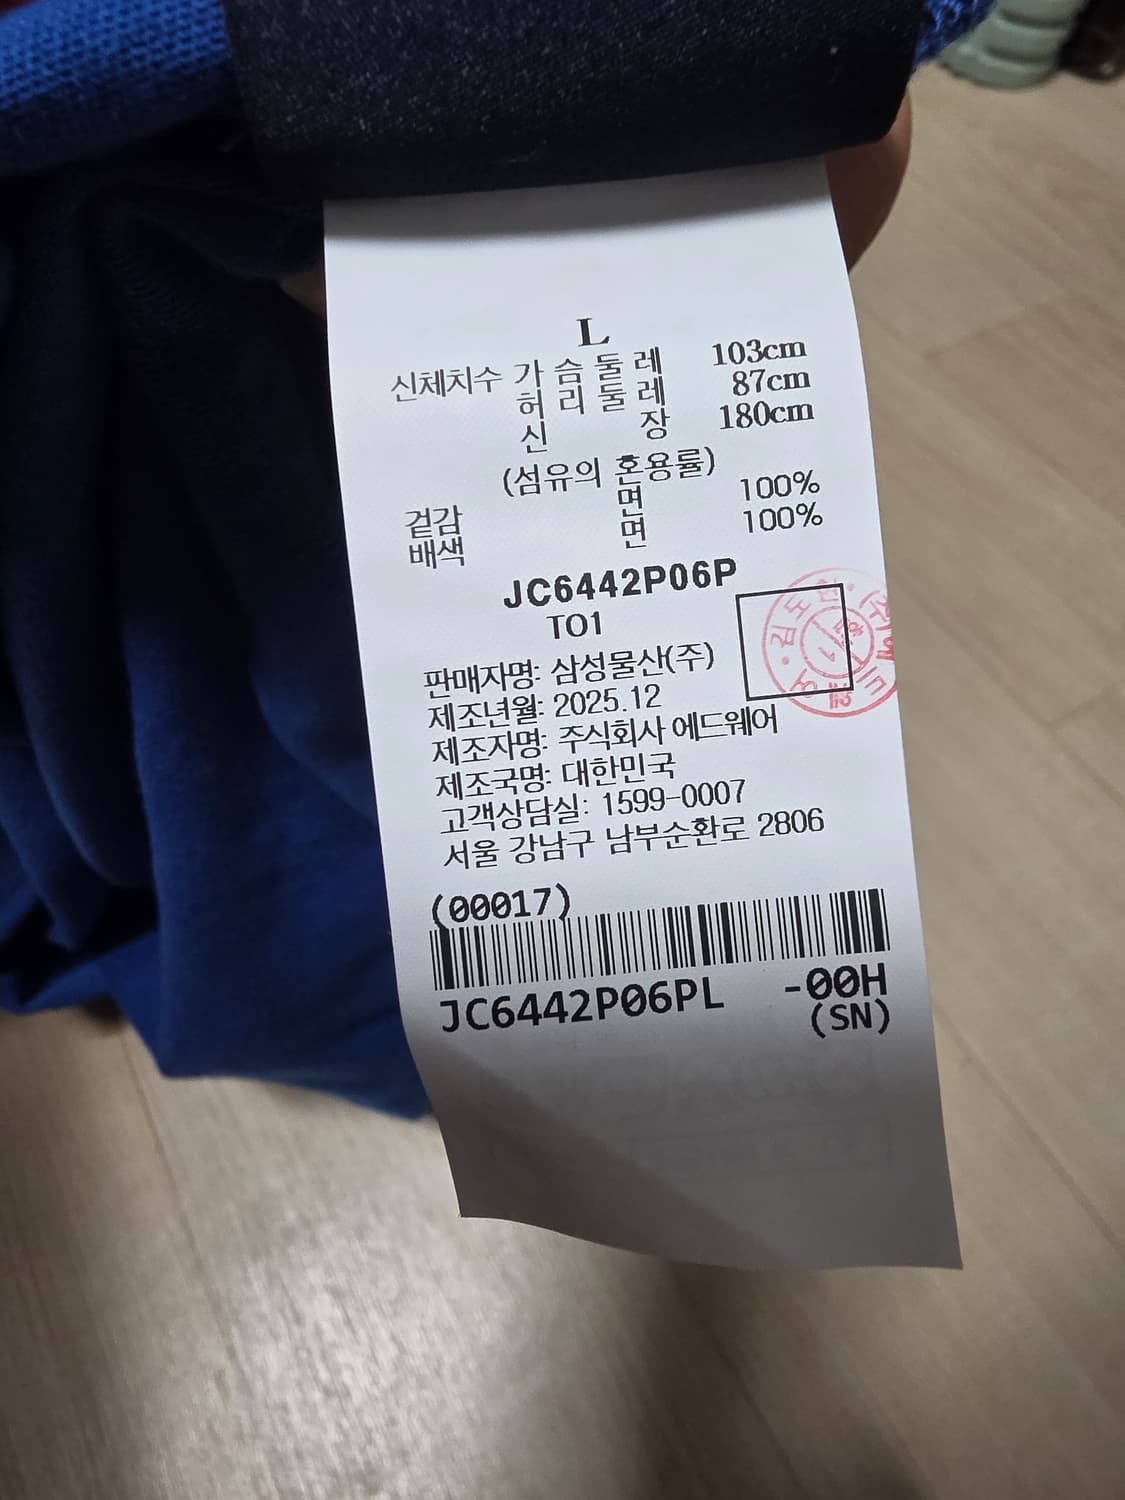 L
신체치수 가슴둘레 103cm
허리둘레 87cm
신장 180cm
(섬유의 혼용률)
겉감 면 100%
배색 면 100%
JC6442P06P
TO1
판매자명: 삼성물산(주)
제조년월: 2025.12
제조자명: 주식회사 에드웨어
제조국명: 대한민국
고객상담실: 1599-0007
서울 강남구 남부순환로 2806
(00017)
JC6442P06PL -00H
(SN)